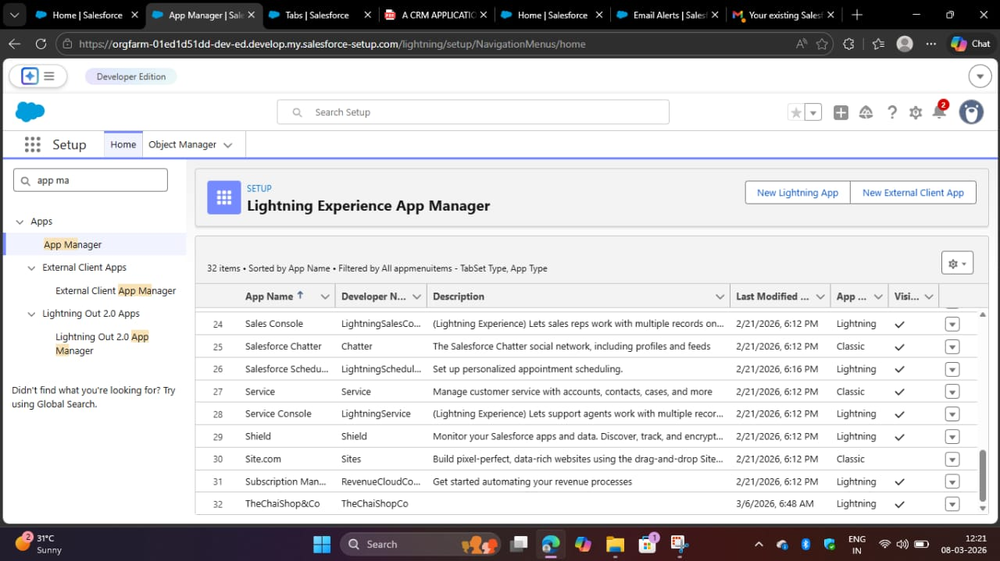 Home | Salesforce
App Manager | Sal
Tabs | Salesforce
A CRM APPLICATIO
Home | Salesforce
Email Alerts | Salesf
Your existing Sales
https://orgfarm-01ed1d51dd-dev-ed.develop.my.salesforce-setup.com/lightning/setup/NavigationMenus/home
Chat
Developer Edition
Search Setup
2
Setup
Home
Object Manager
app ma
Apps
App Manager
External Client Apps
External Client App Manager
Lightning Out 2.0 Apps
Lightning Out 2.0 App
Manager
Didn't find what you're looking for? Try
using Global Search.
SETUP
Lightning Experience App Manager
New Lightning App
New External Client App
32 items • Sorted by App Name • Filtered by All appmenuitems - TabSet Type, App Type
App Name ↑ Developer N... Description Last Modified ... App ... Visi...
24 Sales Console LightningSalesCo... (Lightning Experience) Lets sales reps work with multiple records on... 2/21/2026, 6:12 PM Lightning
25 Salesforce Chatter Chatter The Salesforce Chatter social network, including profiles and feeds 2/21/2026, 6:12 PM Classic
26 Salesforce Schedu... LightningSchedul... Set up personalized appointment scheduling. 2/21/2026, 6:16 PM Lightning
27 Service Service Manage customer service with accounts, contacts, cases, and more 2/21/2026, 6:12 PM Classic
28 Service Console LightningService (Lightning Experience) Lets support agents work with multiple recor... 2/21/2026, 6:12 PM Lightning
29 Shield Shield Monitor your Salesforce apps and data. Discover, track, and encrypt... 2/21/2026, 6:12 PM Lightning
30 Site.com Sites Build pixel-perfect, data-rich websites using the drag-and-drop Site... 2/21/2026, 6:12 PM Classic
31 Subscription Man... RevenueCloudCo... Get started automating your revenue processes 2/21/2026, 6:12 PM Lightning
32 TheChaiShop&Co TheChaiShopCo 3/6/2026, 6:48 AM Lightning
2
31°C
Sunny
Search
1
ENG
IN
12:21
08-03-2026